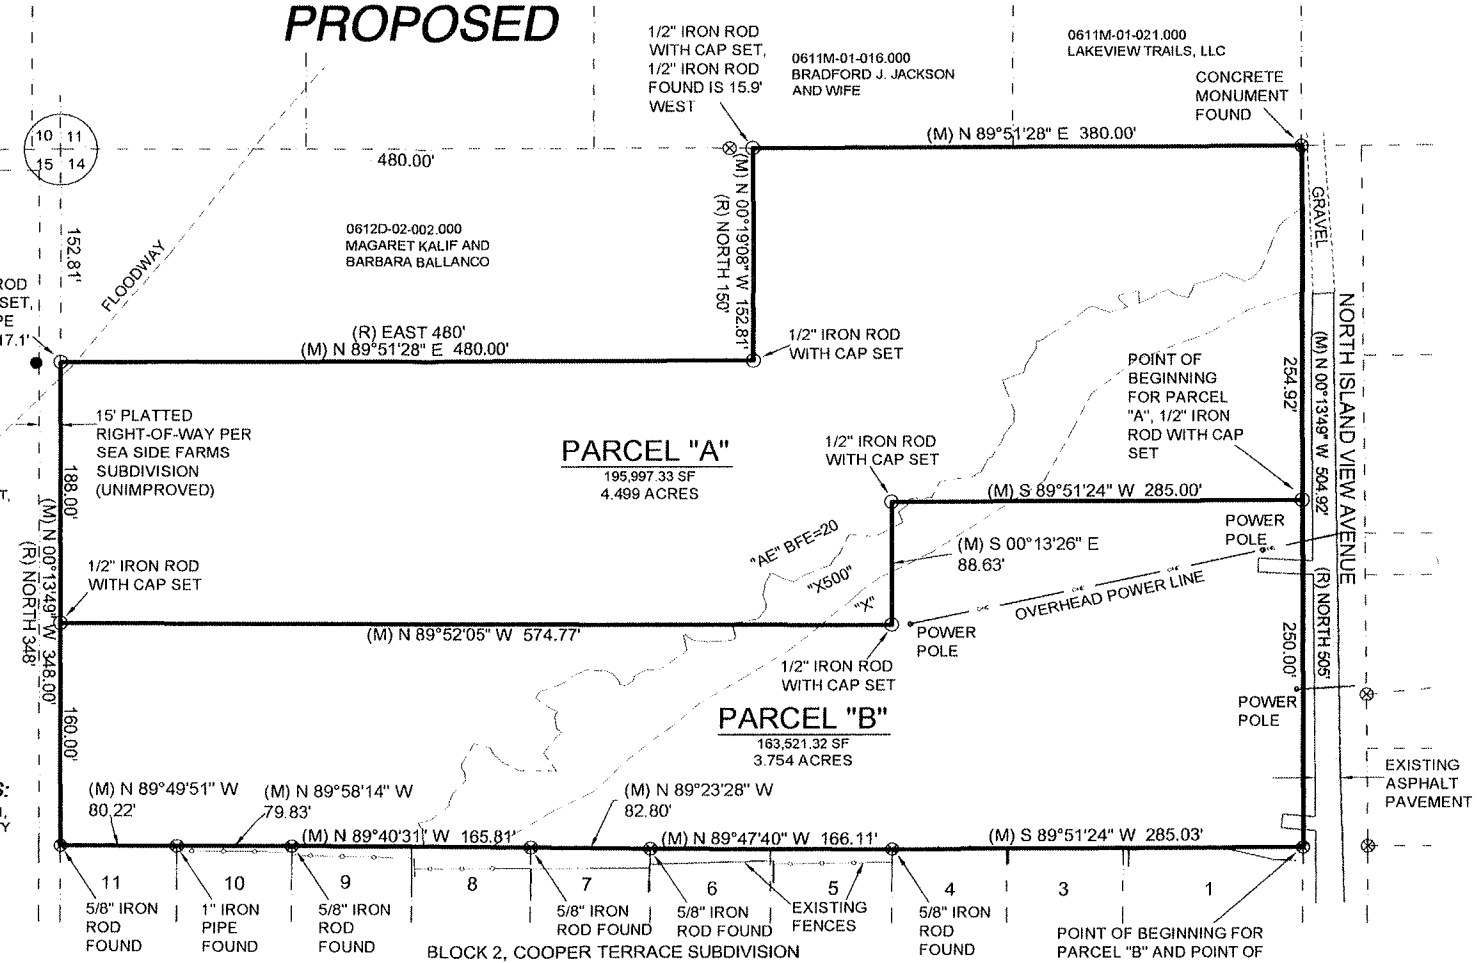 PROPOSED
1/2" IRON ROD
WITH CAP SET,
1/2" IRON ROD
FOUND IS 15.9'
WEST
0611M-01-016.000
BRADFORD J. JACKSON
AND WIFE
0611M-01-021.000
LAKEVIEW TRAILS, LLC
CONCRETE
MONUMENT
FOUND
10 11
15 14
480.00'
(M) N 89°51'28" E 380.00'
152.81'
FLOODWAY
0612D-02-002.000
MAGARET KALIF AND
BARBARA BALLANCO
(M) N 00°19'08" W 152.81'
(R) NORTH 150'
GRAVEL
ROD
SET,
PE
17.1'
(R) EAST 480'
(M) N 89°51'28" E 480.00'
1/2" IRON ROD
WITH CAP SET
NORTH ISLAND VIEW AVENUE
(M) N 00°13'49" W 504.92'
(R) NORTH 505'
254.92'
250.00'
POINT OF
BEGINNING
FOR PARCEL
"A", 1/2" IRON
ROD WITH CAP
SET
15' PLATTED
RIGHT-OF-WAY PER
SEA SIDE FARMS
SUBDIVISION
(UNIMPROVED)
PARCEL "A"
195,997.33 SF
4.499 ACRES
1/2" IRON ROD
WITH CAP SET
(M) S 89°51'24" W 285.00'
T,
188.00'
(M) N 00°13'49" W 348.00'
(R) NORTH 348'
160.00'
POWER
POLE
"AE" BFE=20
"X500"
"X"
(M) S 00°13'26" E
88.63'
OVERHEAD POWER LINE
1/2" IRON ROD
WITH CAP SET
(M) N 89°52'05" W 574.77'
POWER
POLE
1/2" IRON ROD
WITH CAP SET
POWER
POLE
PARCEL "B"
163,521.32 SF
3.754 ACRES
EXISTING
ASPHALT
PAVEMENT
S:
Y
(M) N 89°49'51" W
80.22'
(M) N 89°58'14" W
79.83'
(M) N 89°40'31" W 165.81'
(M) N 89°23'28" W
82.80'
(M) N 89°47'40" W 166.11'
(M) S 89°51'24" W 285.03'
11 10 9 8 7 6 5 4 3 1
5/8" IRON
ROD
FOUND
1" IRON
PIPE
FOUND
5/8" IRON
ROD
FOUND
5/8" IRON
ROD FOUND
5/8" IRON
ROD FOUND
EXISTING
FENCES
5/8" IRON
ROD
FOUND
BLOCK 2, COOPER TERRACE SUBDIVISION
POINT OF BEGINNING FOR
PARCEL "B" AND POINT OF